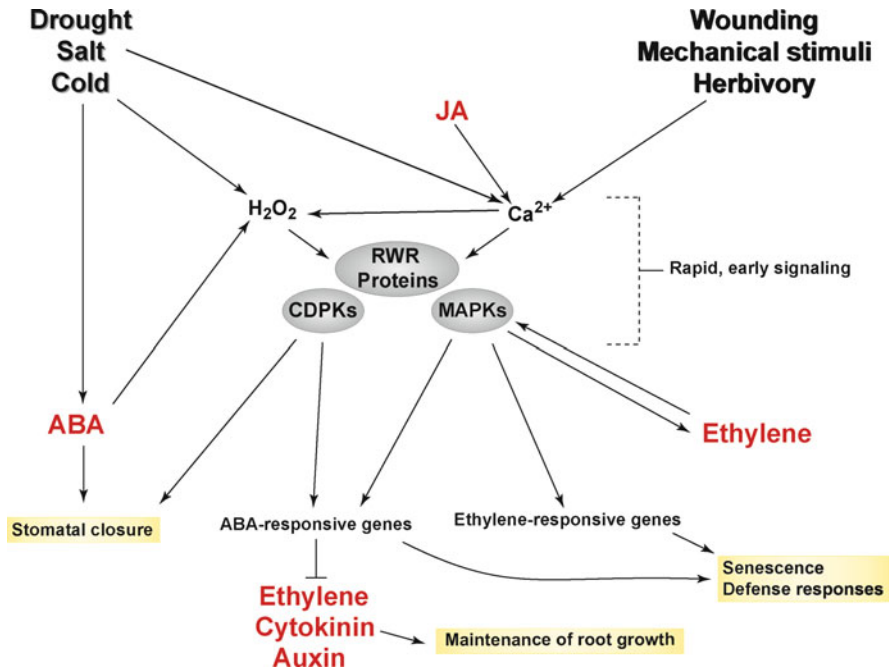 Drought
Salt
Cold
Wounding
Mechanical stimuli
Herbivory
JA
H₂O₂
Ca²⁺
RWR
Proteins
Rapid, early signaling
CDPKs
MAPKs
ABA
Ethylene
Stomatal closure
ABA-responsive genes
Ethylene-responsive genes
Senescence
Defense responses
Ethylene
Cytokinin
Auxin
Maintenance of root growth